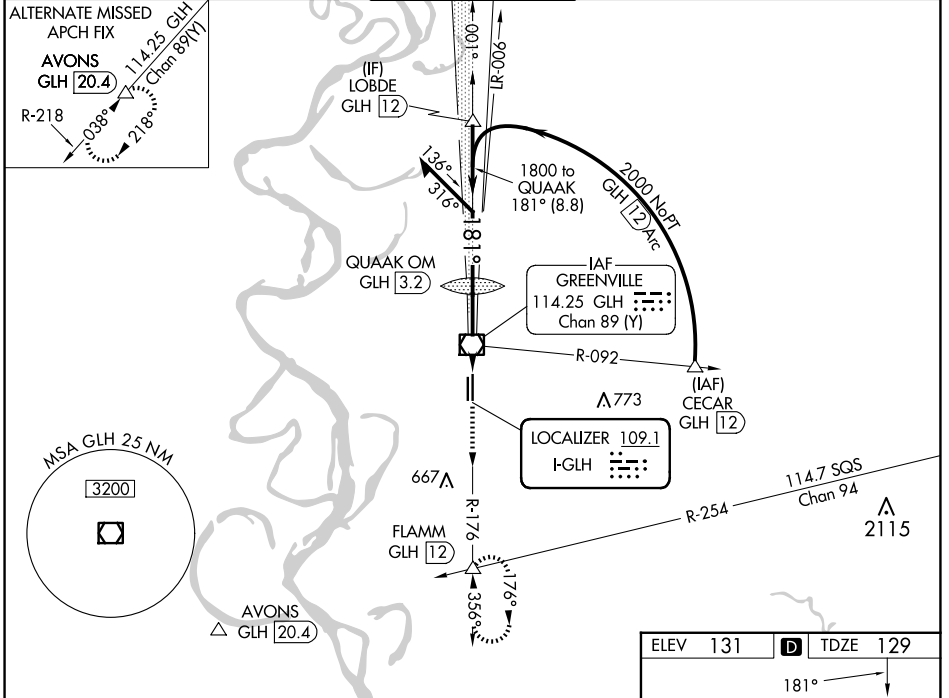 ALTERNATE MISSED
APCH FIX
AVONS
GLH 20.4
114.25 GLH
Chan 89(Y)
R-218
038°
218°
001°
LR-006
(IF)
LOBDE
GLH 12
136°
316°
1800 to
QUAAK
181° (8.8)
2000 NoPT
GLH 12 Arc
181°
QUAAK OM
GLH 3.2
IAF
GREENVILLE
114.25 GLH
Chan 89 (Y)
R-092
(IAF)
CECAR
GLH 12
773
LOCALIZER 109.1
I-GLH
MSA GLH 25 NM
3200
667
R-176
114.7 SQS
Chan 94
R-254
2115
FLAMM
GLH 12
176°
356°
AVONS
GLH 20.4
ELEV 131 D TDZE 129
181°